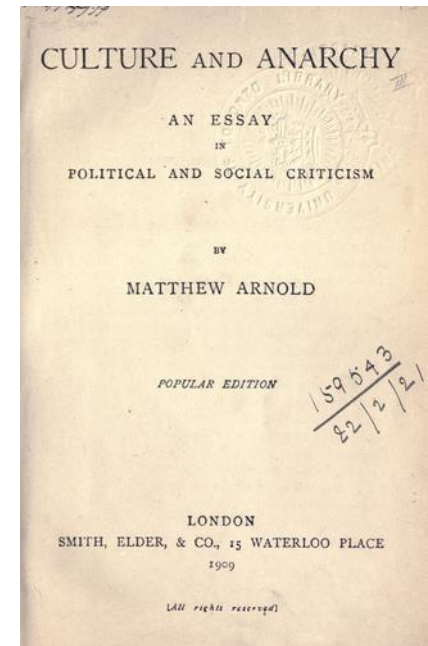 CULTURE AND ANARCHY
III
AN ESSAY
IN
POLITICAL AND SOCIAL CRITICISM
BY
MATTHEW ARNOLD
POPULAR EDITION
159543
22/2/21
LONDON
SMITH, ELDER, & CO., 15 WATERLOO PLACE
1909
[All rights reserved]